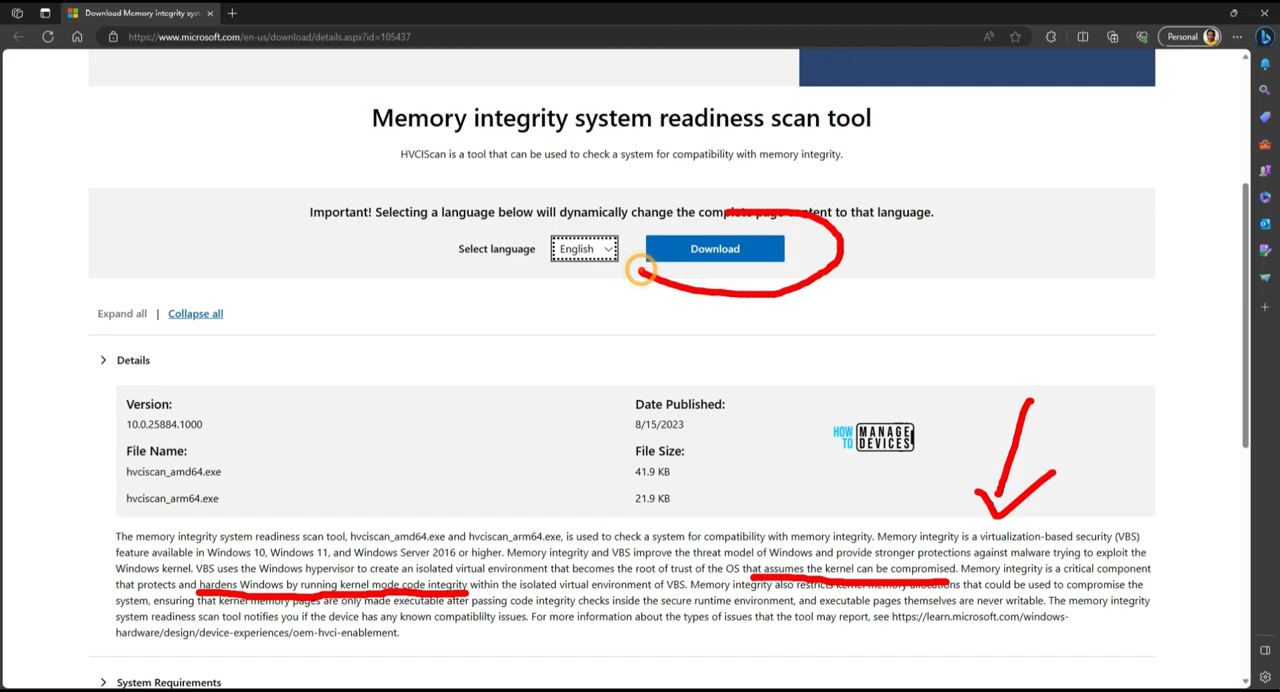 Download Memory integrity sys
https://www.microsoft.com/en-us/download/details.aspx?id=105437
Personal
Memory integrity system readiness scan tool
HVCIScan is a tool that can be used to check a system for compatibility with memory integrity.
Important! Selecting a language below will dynamically change the complete page content to that language.
Select language English Download
Expand all | Collapse all
Details
Version: Date Published:
10.0.25884.1000 8/15/2023
HOW TO MANAGE DEVICES
File Name: File Size:
hvciscan_amd64.exe 41.9 KB
hvciscan_arm64.exe 21.9 KB
The memory integrity system readiness scan tool, hvciscan_amd64.exe and hvciscan_arm64.exe, is used to check a system for compatibility with memory integrity. Memory integrity is a virtualization-based security (VBS)
feature available in Windows 10, Windows 11, and Windows Server 2016 or higher. Memory integrity and VBS improve the threat model of Windows and provide stronger protections against malware trying to exploit the
Windows kernel. VBS uses the Windows hypervisor to create an isolated virtual environment that becomes the root of trust of the OS that assumes the kernel can be compromised. Memory integrity is a critical component
that protects and hardens Windows by running kernel mode code integrity within the isolated virtual environment of VBS. Memory integrity also restricts kernel memory allocations that could be used to compromise the
system, ensuring that kernel memory pages are only made executable after passing code integrity checks inside the secure runtime environment, and executable pages themselves are never writable. The memory integrity
system readiness scan tool notifies you if the device has any known compatiblilty issues. For more information about the types of issues that the tool may report, see https://learn.microsoft.com/windows-
hardware/design/device-experiences/oem-hvci-enablement.
System Requirements